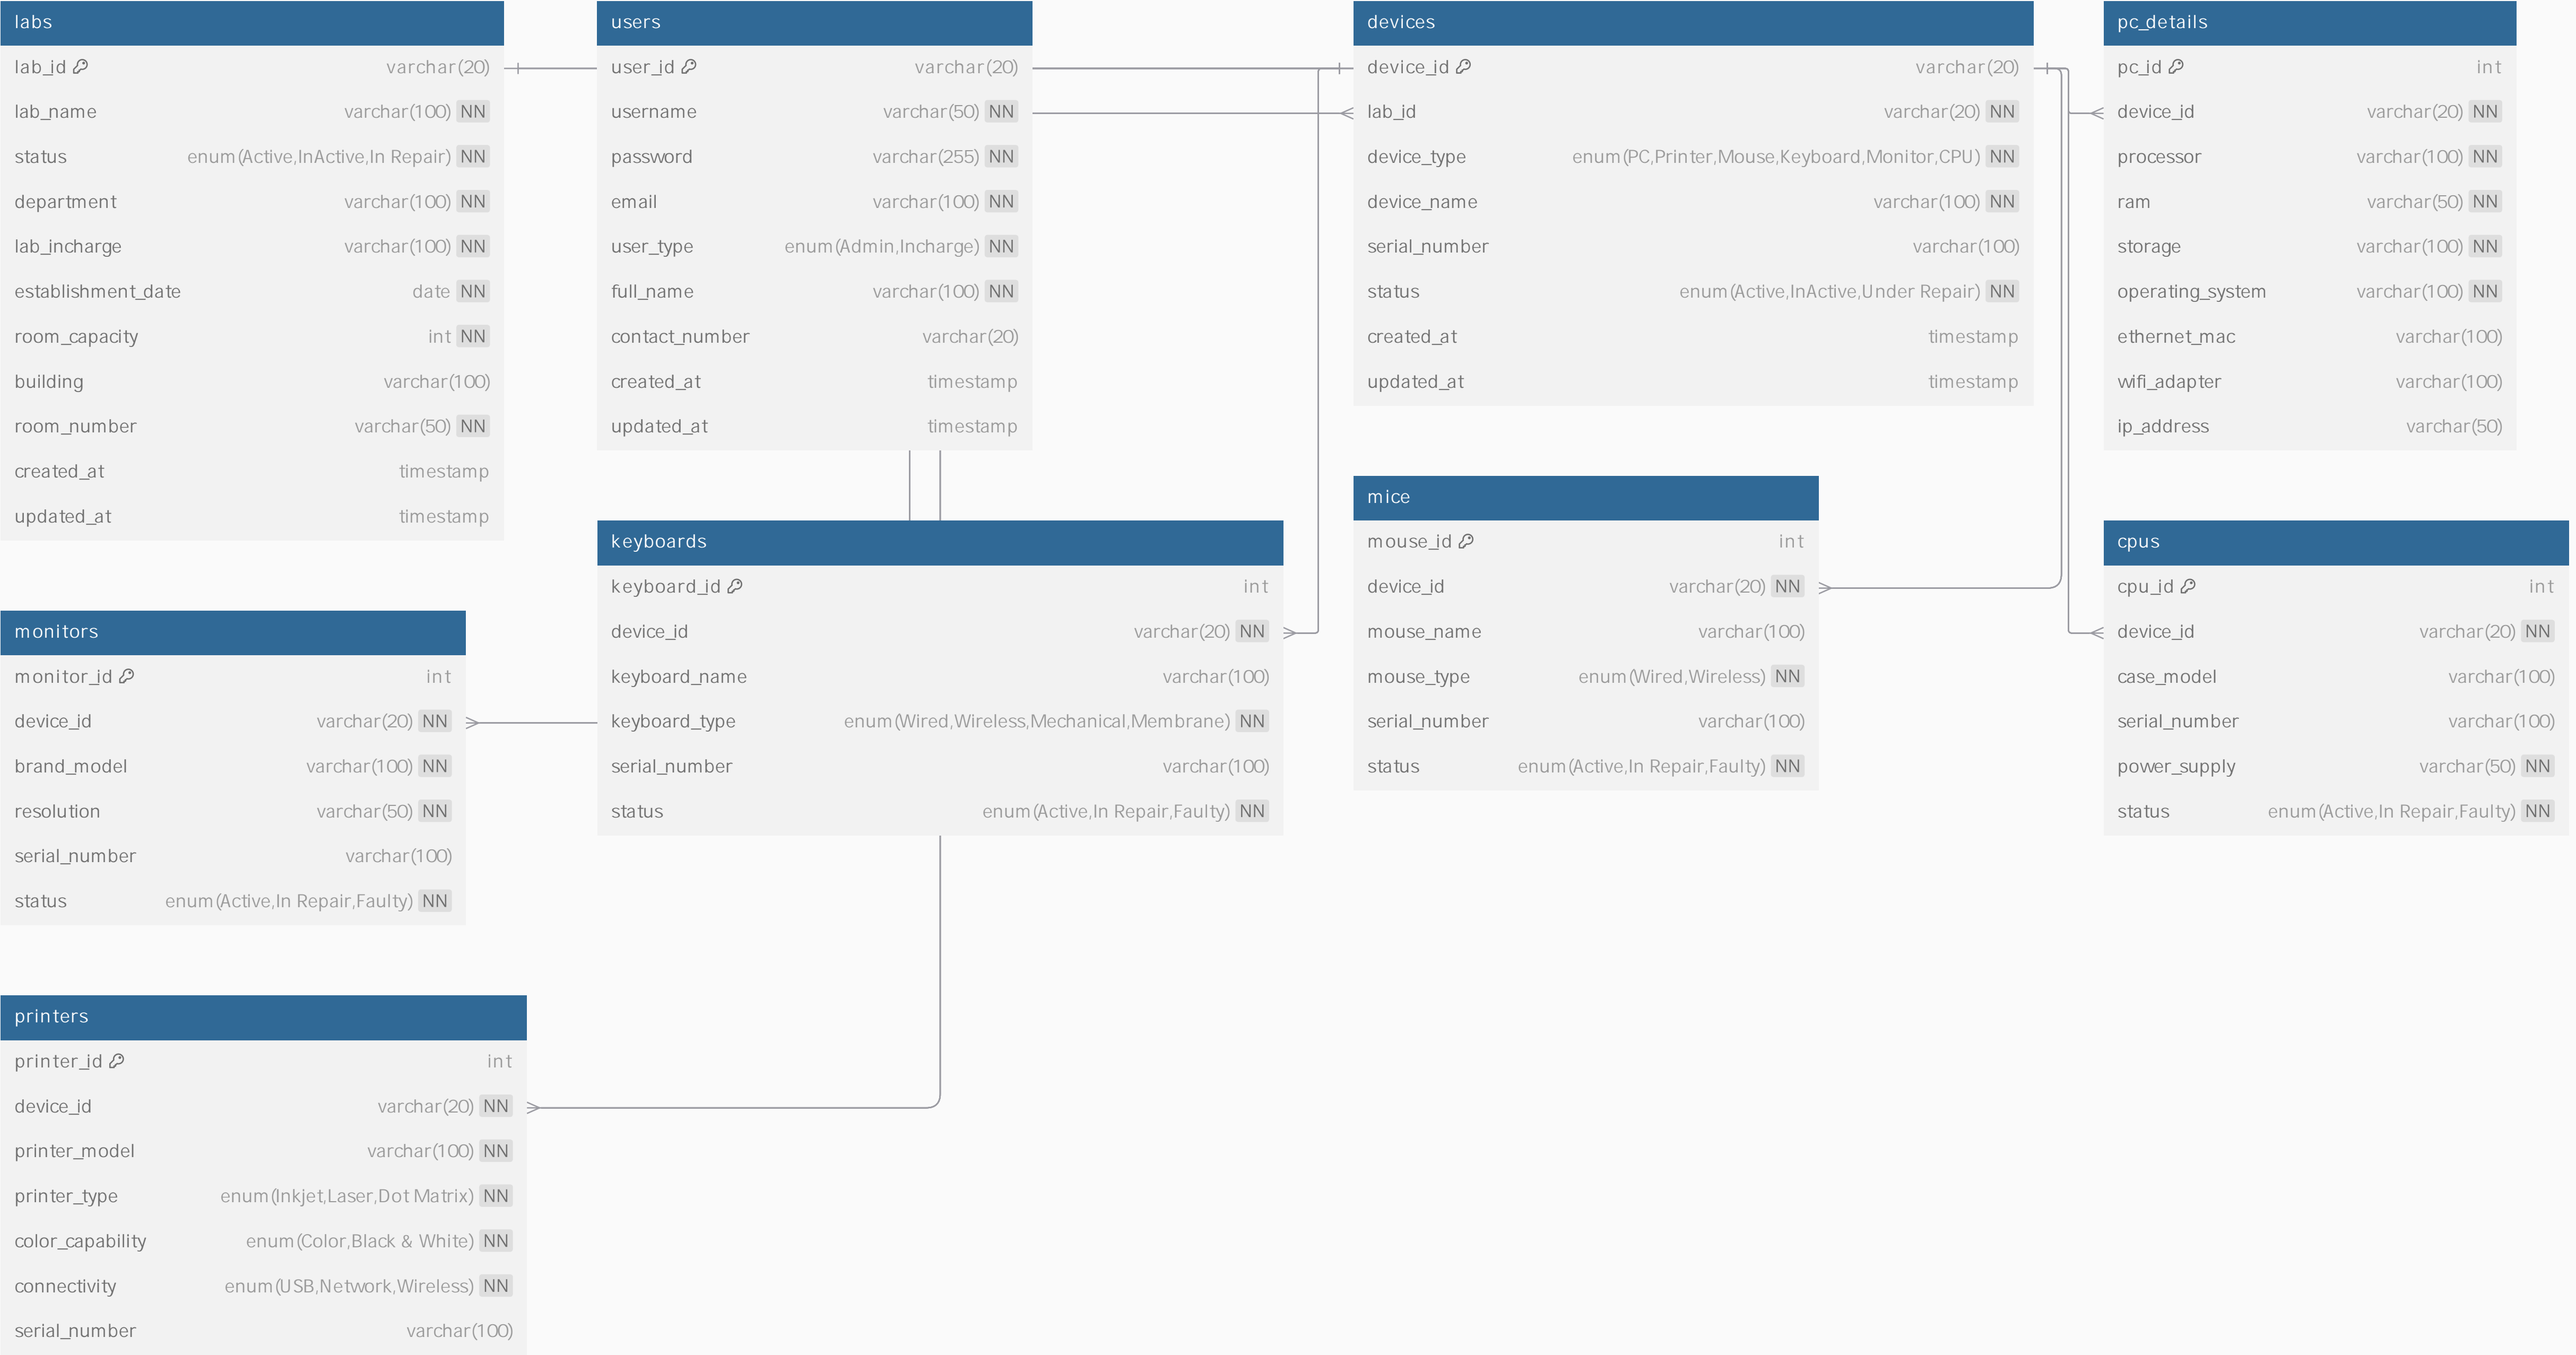 labs
lab_id varchar(20)
lab_name varchar(100) NN
status enum(Active,InActive,In Repair) NN
department varchar(100) NN
lab_incharge varchar(100) NN
establishment_date date NN
room_capacity int NN
building varchar(100)
room_number varchar(50) NN
created_at timestamp
updated_at timestamp
users
user_id varchar(20)
username varchar(50) NN
password varchar(255) NN
email varchar(100) NN
user_type enum(Admin,Incharge) NN
full_name varchar(100) NN
contact_number varchar(20)
created_at timestamp
updated_at timestamp
devices
device_id varchar(20)
lab_id varchar(20) NN
device_type enum(PC,Printer,Mouse,Keyboard,Monitor,CPU) NN
device_name varchar(100) NN
serial_number varchar(100)
status enum(Active,InActive,Under Repair) NN
created_at timestamp
updated_at timestamp
pc_details
pc_id int
device_id varchar(20) NN
processor varchar(100) NN
ram varchar(50) NN
storage varchar(100) NN
operating_system varchar(100) NN
ethernet_mac varchar(100)
wifi_adapter varchar(100)
ip_address varchar(50)
monitors
monitor_id int
device_id varchar(20) NN
brand_model varchar(100) NN
resolution varchar(50) NN
serial_number varchar(100)
status enum(Active,In Repair,Faulty) NN
keyboards
keyboard_id int
device_id varchar(20) NN
keyboard_name varchar(100)
keyboard_type enum(Wired,Wireless,Mechanical,Membrane) NN
serial_number varchar(100)
status enum(Active,In Repair,Faulty) NN
mice
mouse_id int
device_id varchar(20) NN
mouse_name varchar(100)
mouse_type enum(Wired,Wireless) NN
serial_number varchar(100)
status enum(Active,In Repair,Faulty) NN
cpus
cpu_id int
device_id varchar(20) NN
case_model varchar(100)
serial_number varchar(100)
power_supply varchar(50) NN
status enum(Active,In Repair,Faulty) NN
printers
printer_id int
device_id varchar(20) NN
printer_model varchar(100) NN
printer_type enum(Inkjet,Laser,Dot Matrix) NN
color_capability enum(Color,Black & White) NN
connectivity enum(USB,Network,Wireless) NN
serial_number varchar(100)